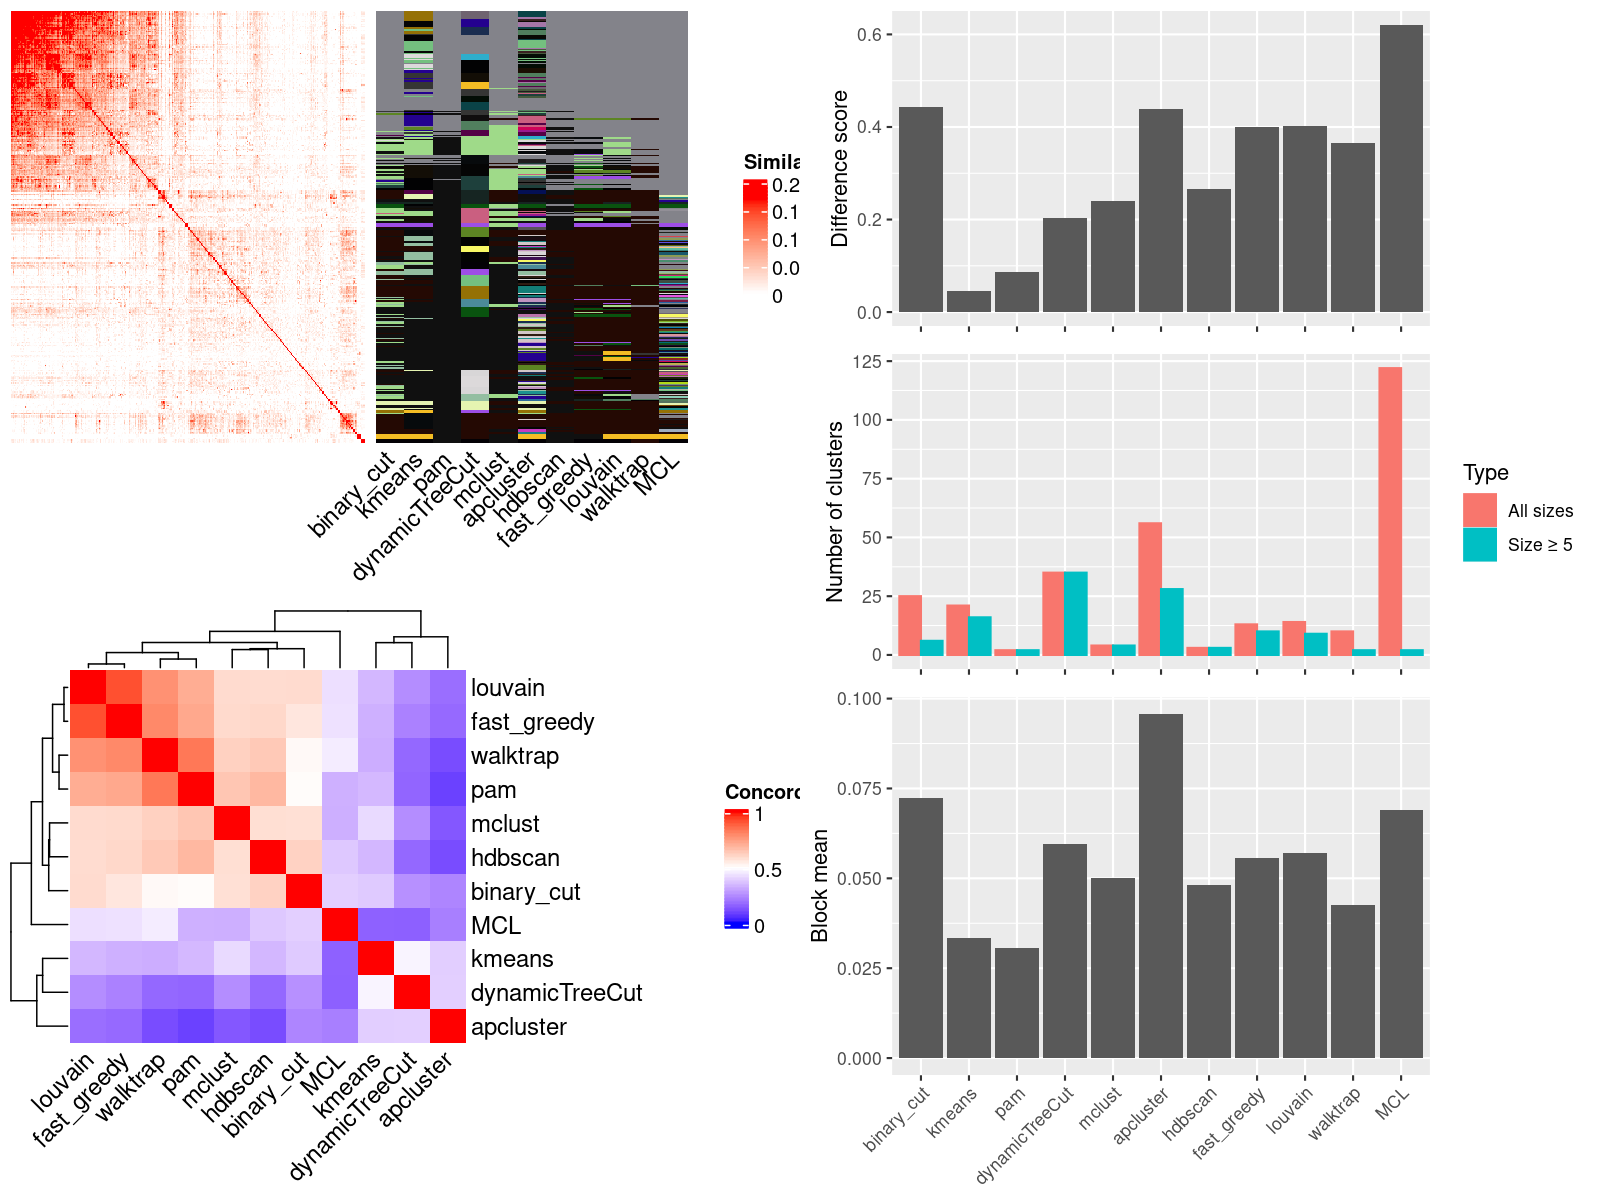 Simila
0.2
0.1
0.1
0.0
0
binary_cut
kmeans
pam
dynamicTreeCut
mclust
apcluster
hdbscan
fast_greedy
louvain
walktrap
MCL
louvain
fast_greedy
walktrap
pam
mclust
hdbscan
binary_cut
MCL
kmeans
dynamicTreeCut
apcluster
louvain
fast_greedy
walktrap
pam
mclust
hdbscan
binary_cut
MCL
kmeans
dynamicTreeCut
apcluster
Concord
1
0.5
0
Difference score
0.6
0.4
0.2
0.0
Number of clusters
125
100
75
50
25
0
Type
All sizes
Size ≥ 5
Block mean
0.100
0.075
0.050
0.025
0.000
binary_cut
kmeans
pam
dynamicTreeCut
mclust
apcluster
hdbscan
fast_greedy
louvain
walktrap
MCL